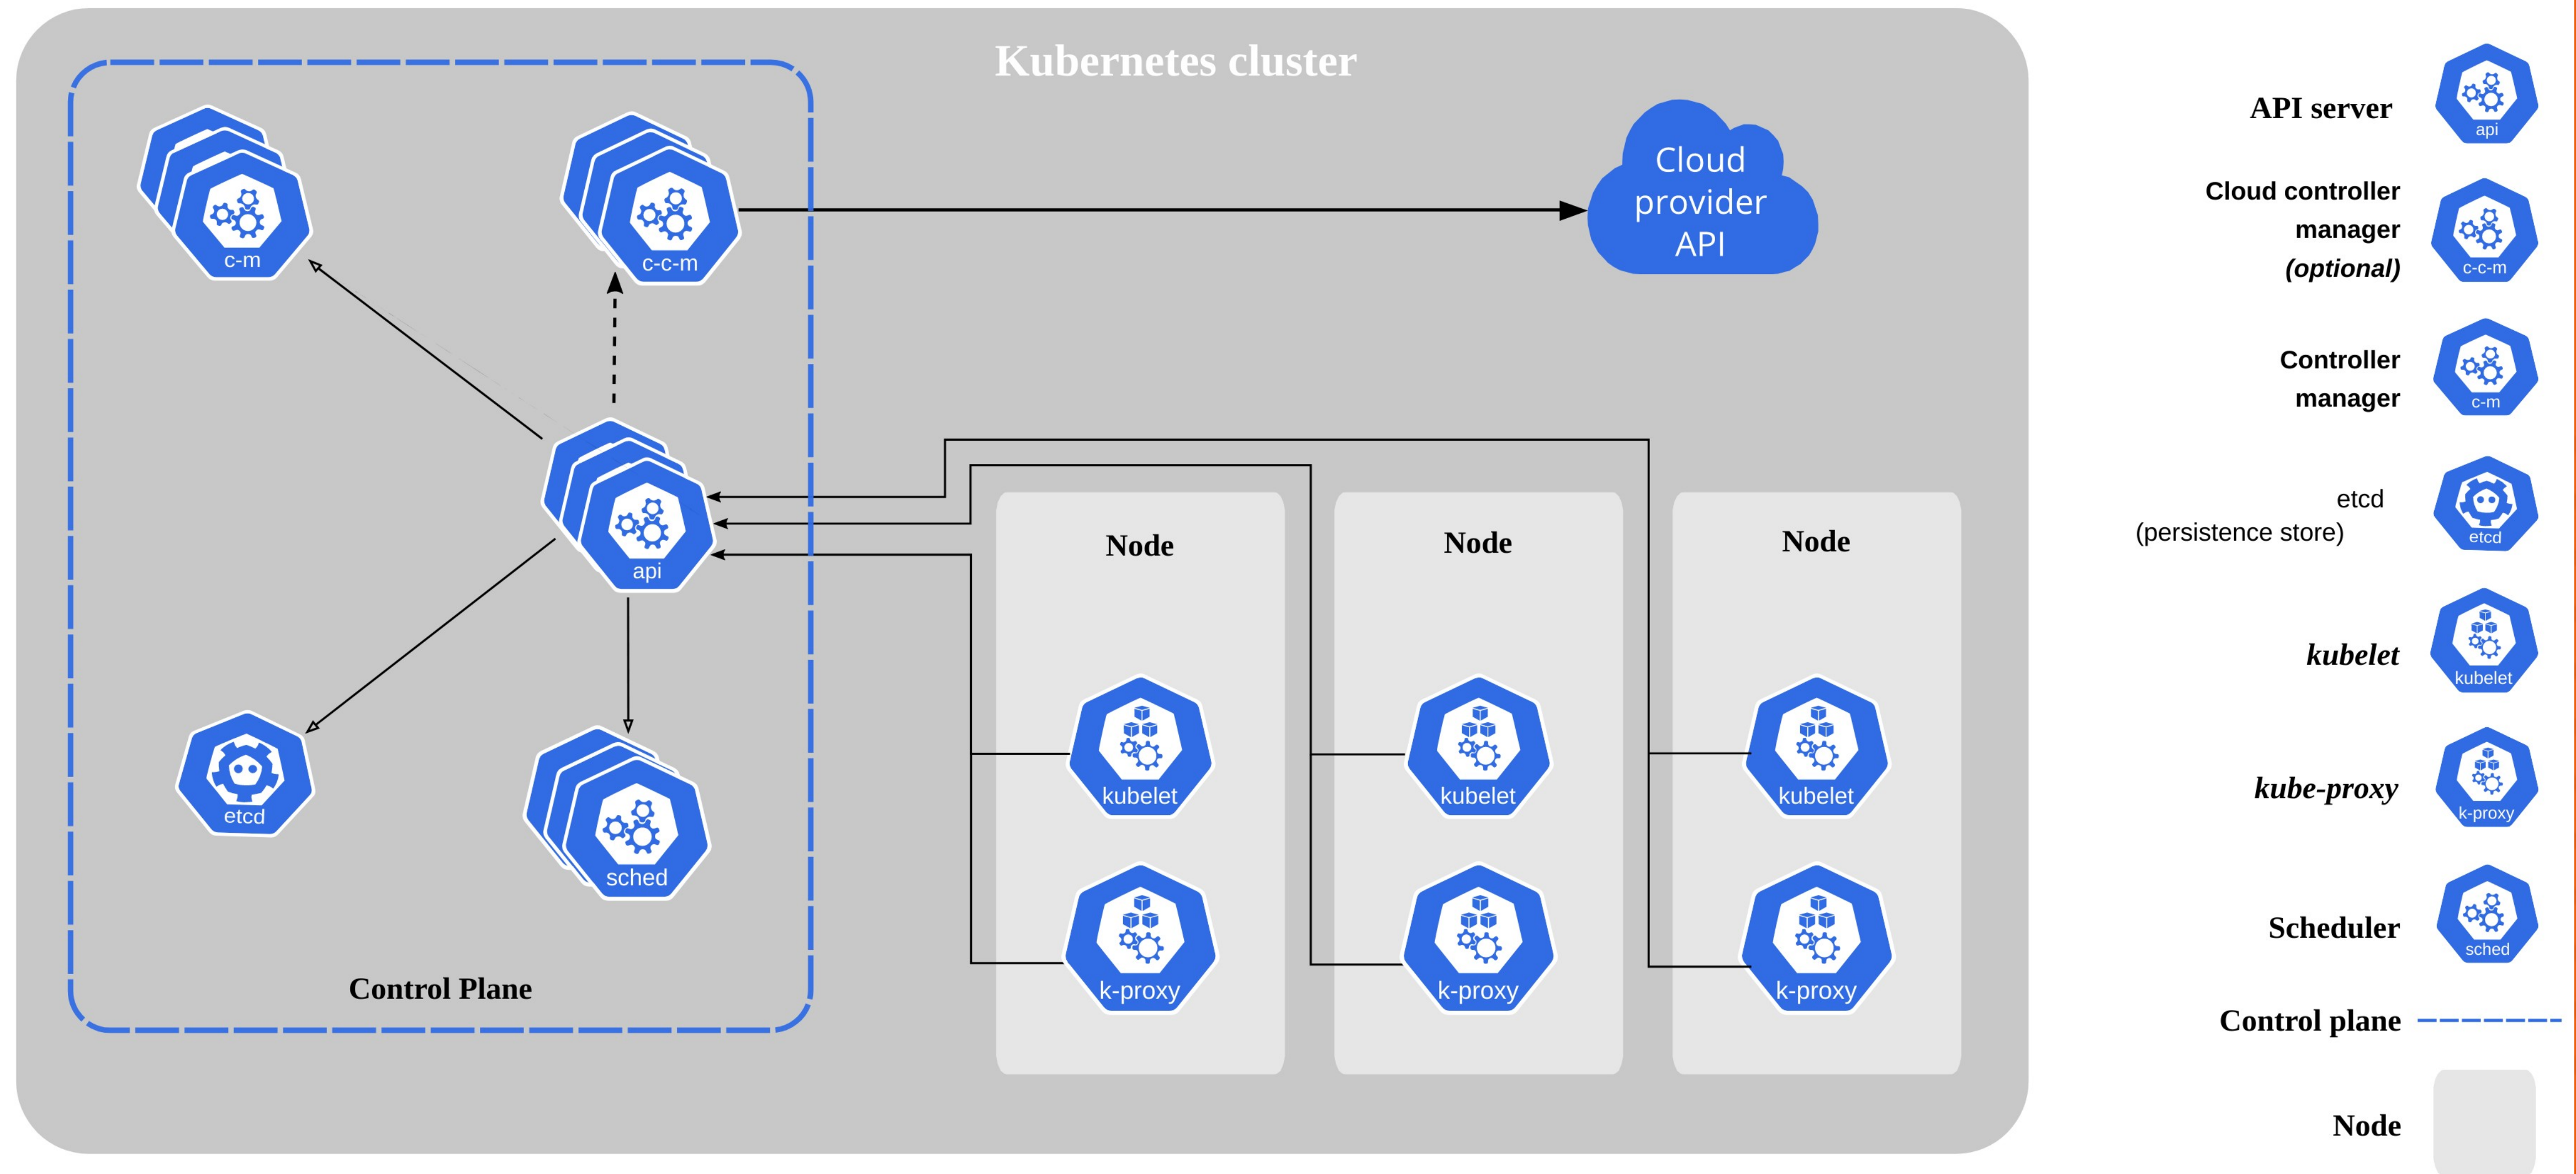 Kubernetes cluster
c-m
c-c-m
Cloud
provider
API
api
etcd
sched
Control Plane
Node
kubelet
k-proxy
Node
kubelet
k-proxy
Node
kubelet
k-proxy
API server
api
Cloud controller
manager
(optional)
c-c-m
Controller
manager
c-m
etcd
(persistence store)
etcd
kubelet
kubelet
kube-proxy
k-proxy
Scheduler
sched
Control plane
Node